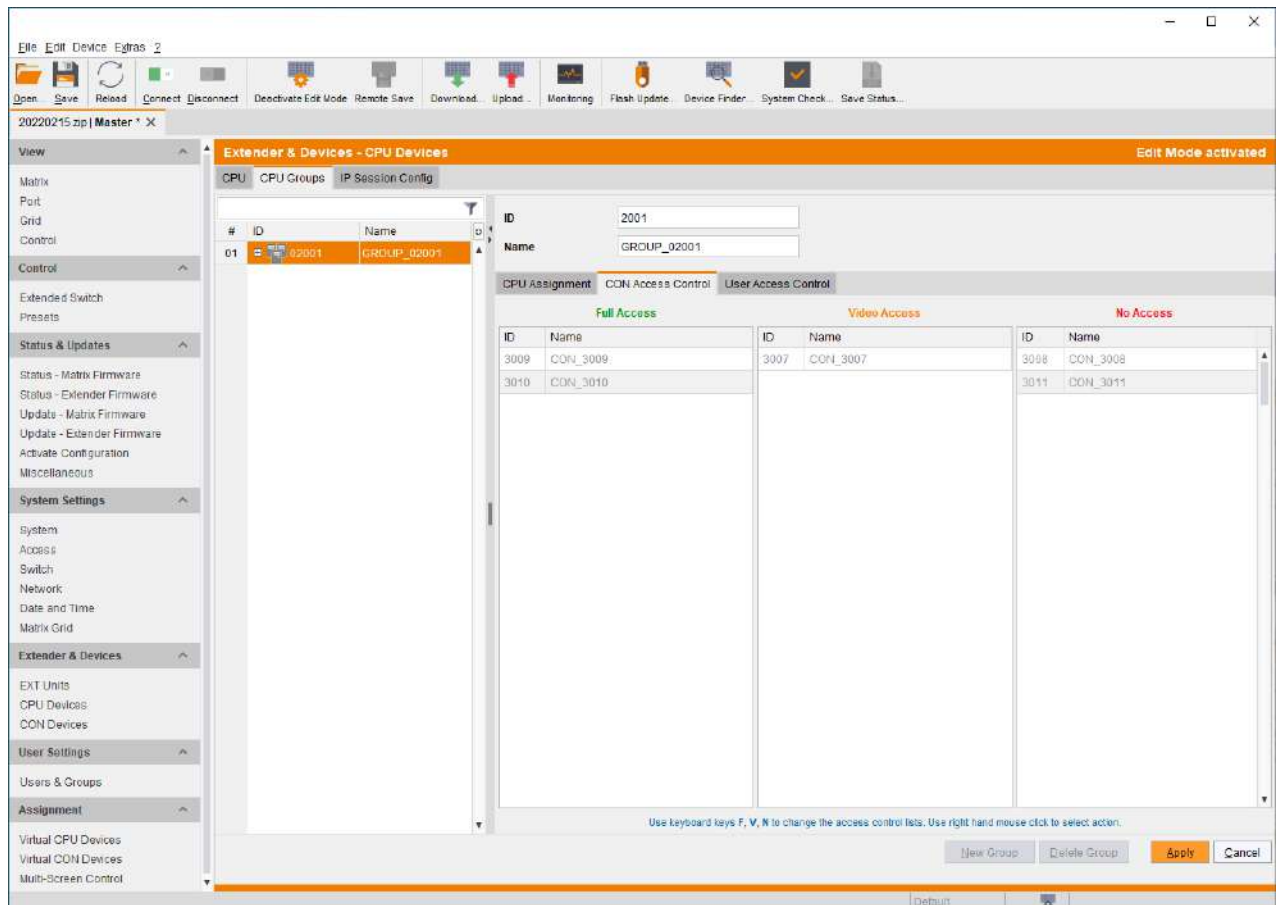 File Edit Device Extras ?
Open... Save Reload Connect Disconnect Deactivate Edit Mode Remote Save Download... Upload... Monitoring Flash Update... Device Finder... System Check... Save Status...
20220215.zip | Master * X
View
Matrix
Port
Grid
Control
Control
Extended Switch
Presets
Status & Updates
Status - Matrix Firmware
Status - Extender Firmware
Update - Matrix Firmware
Update - Extender Firmware
Activate Configuration
Miscellaneous
System Settings
System
Access
Switch
Network
Date and Time
Matrix Grid
Extender & Devices
EXT Units
CPU Devices
CON Devices
User Settings
Users & Groups
Assignment
Virtual CPU Devices
Virtual CON Devices
Multi-Screen Control
Extender & Devices - CPU Devices Edit Mode activated
CPU CPU Groups IP Session Config
# ID Name
01 02001 GROUP_02001
ID 2001
Name GROUP_02001
CPU Assignment CON Access Control User Access Control
Full Access Video Access No Access
ID Name ID Name ID Name
3009 CON_3009 3007 CON_3007 3008 CON_3008
3010 CON_3010 3011 CON_3011
Use keyboard keys F, V, N to change the access control lists. Use right hand mouse click to select action.
New Group Delete Group Apply Cancel
Default